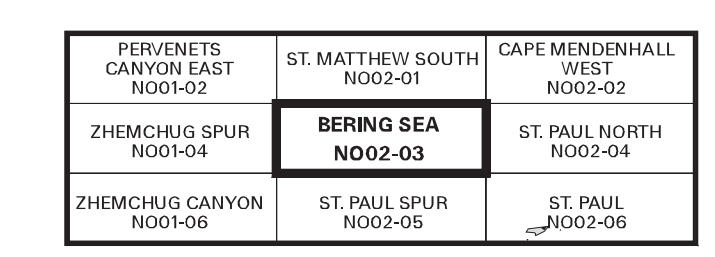 PERVENETS
CANYON EAST
NO01-02
ST. MATTHEW SOUTH
NO02-01
CAPE MENDENHALL
WEST
NO02-02
ZHEMCHUG SPUR
NO01-04
BERING SEA
NO02-03
ST. PAUL NORTH
NO02-04
ZHEMCHUG CANYON
NO01-06
ST. PAUL SPUR
NO02-05
ST. PAUL
NO02-06